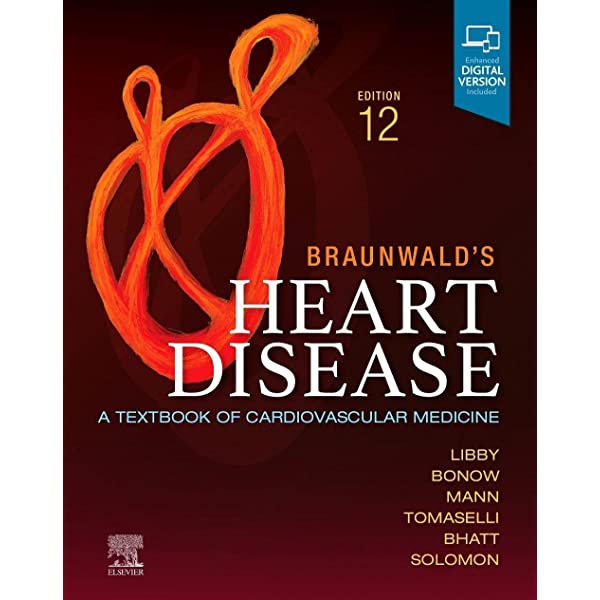 Enhanced
DIGITAL
VERSION
Included
EDITION
12
BRAUNWALD'S
HEART
DISEASE
A TEXTBOOK OF CARDIOVASCULAR MEDICINE
LIBBY
BONOW
MANN
TOMASELLI
BHATT
SOLOMON
ELSEVIER